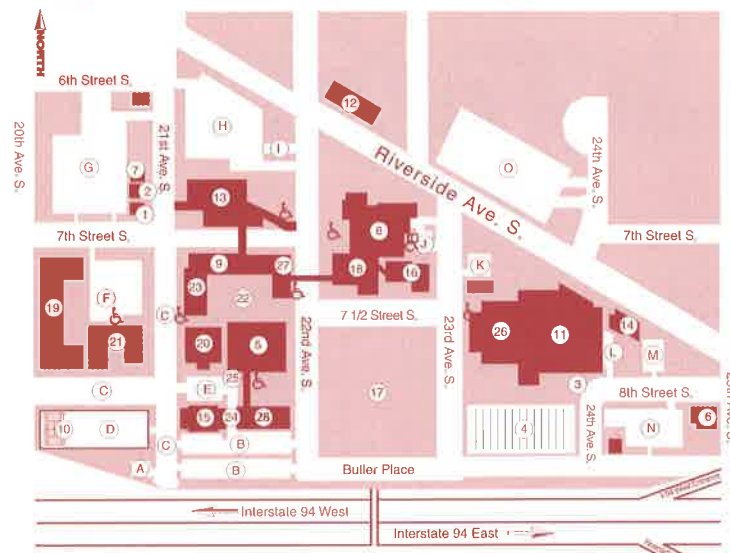 NORTH
6th Street S.
20th Ave. S.
21st Ave. S.
H
I
12
Riverside Ave. S.
O
24th Ave. S.
G
7
2
1
13
7th Street S.
8
J
7th Street S.
9
27
18
16
K
19
F
23
22
C
22nd Ave. S.
7 1/2 Street S.
23rd Ave. S.
26
11
14
21
20
5
L
M
C
E
25
17
3
8th Street S.
10
D
15
24
28
4
24th Ave. S.
N
6
C
B
A
B
Butler Place
Interstate 94 West
Interstate 94 East